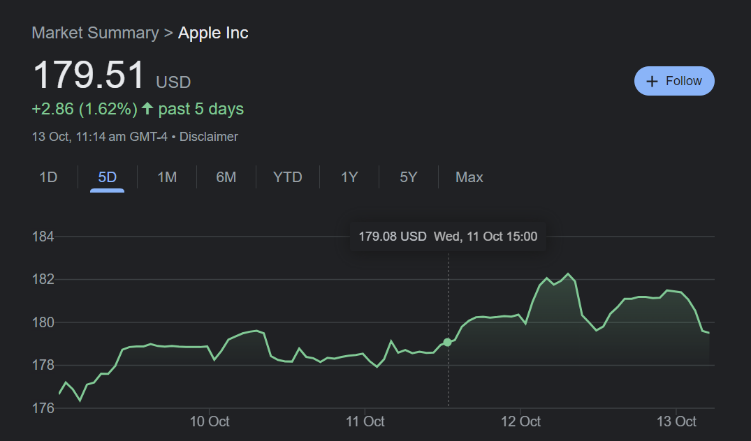 Market Summary > Apple Inc
179.51 USD
+ Follow
+2.86 (1.62%) ↑ past 5 days
13 Oct, 11:14 am GMT-4 • Disclaimer
1D 5D 1M 6M YTD 1Y 5Y Max
184
179.08 USD Wed, 11 Oct 15:00
182
180
178
176
10 Oct 11 Oct 12 Oct 13 Oct